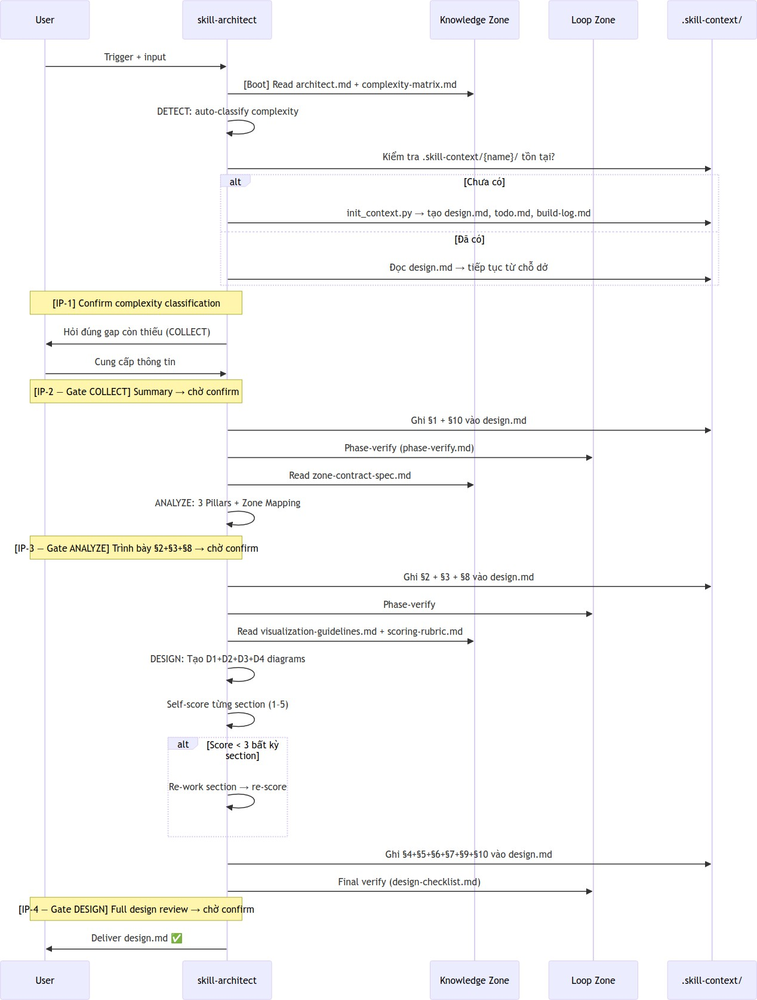 User
skill-architect
Knowledge Zone
Loop Zone
.skill-context/
Trigger + input
[Boot] Read architect.md + complexity-matrix.md
DETECT: auto-classify complexity
Kiểm tra .skill-context/{name}/ tồn tại?
alt
[Chưa có]
init_context.py → tạo design.md, todo.md, build-log.md
[Đã có]
Đọc design.md → tiếp tục từ chỗ dở
[IP-1] Confirm complexity classification
Hỏi đúng gap còn thiếu (COLLECT)
Cung cấp thông tin
[IP-2 — Gate COLLECT] Summary → chờ confirm
Ghi §1 + §10 vào design.md
Phase-verify (phase-verify.md)
Read zone-contract-spec.md
ANALYZE: 3 Pillars + Zone Mapping
[IP-3 — Gate ANALYZE] Trình bày §2+§3+§8 → chờ confirm
Ghi §2 + §3 + §8 vào design.md
Phase-verify
Read visualization-guidelines.md + scoring-rubric.md
DESIGN: Tạo D1+D2+D3+D4 diagrams
Self-score từng section (1–5)
alt
[Score < 3 bất kỳ
section]
Re-work section → re-score
Ghi §4+§5+§6+§7+§9+§10 vào design.md
Final verify (design-checklist.md)
[IP-4 — Gate DESIGN] Full design review → chờ confirm
Deliver design.md ✅
User
skill-architect
Knowledge Zone
Loop Zone
.skill-context/